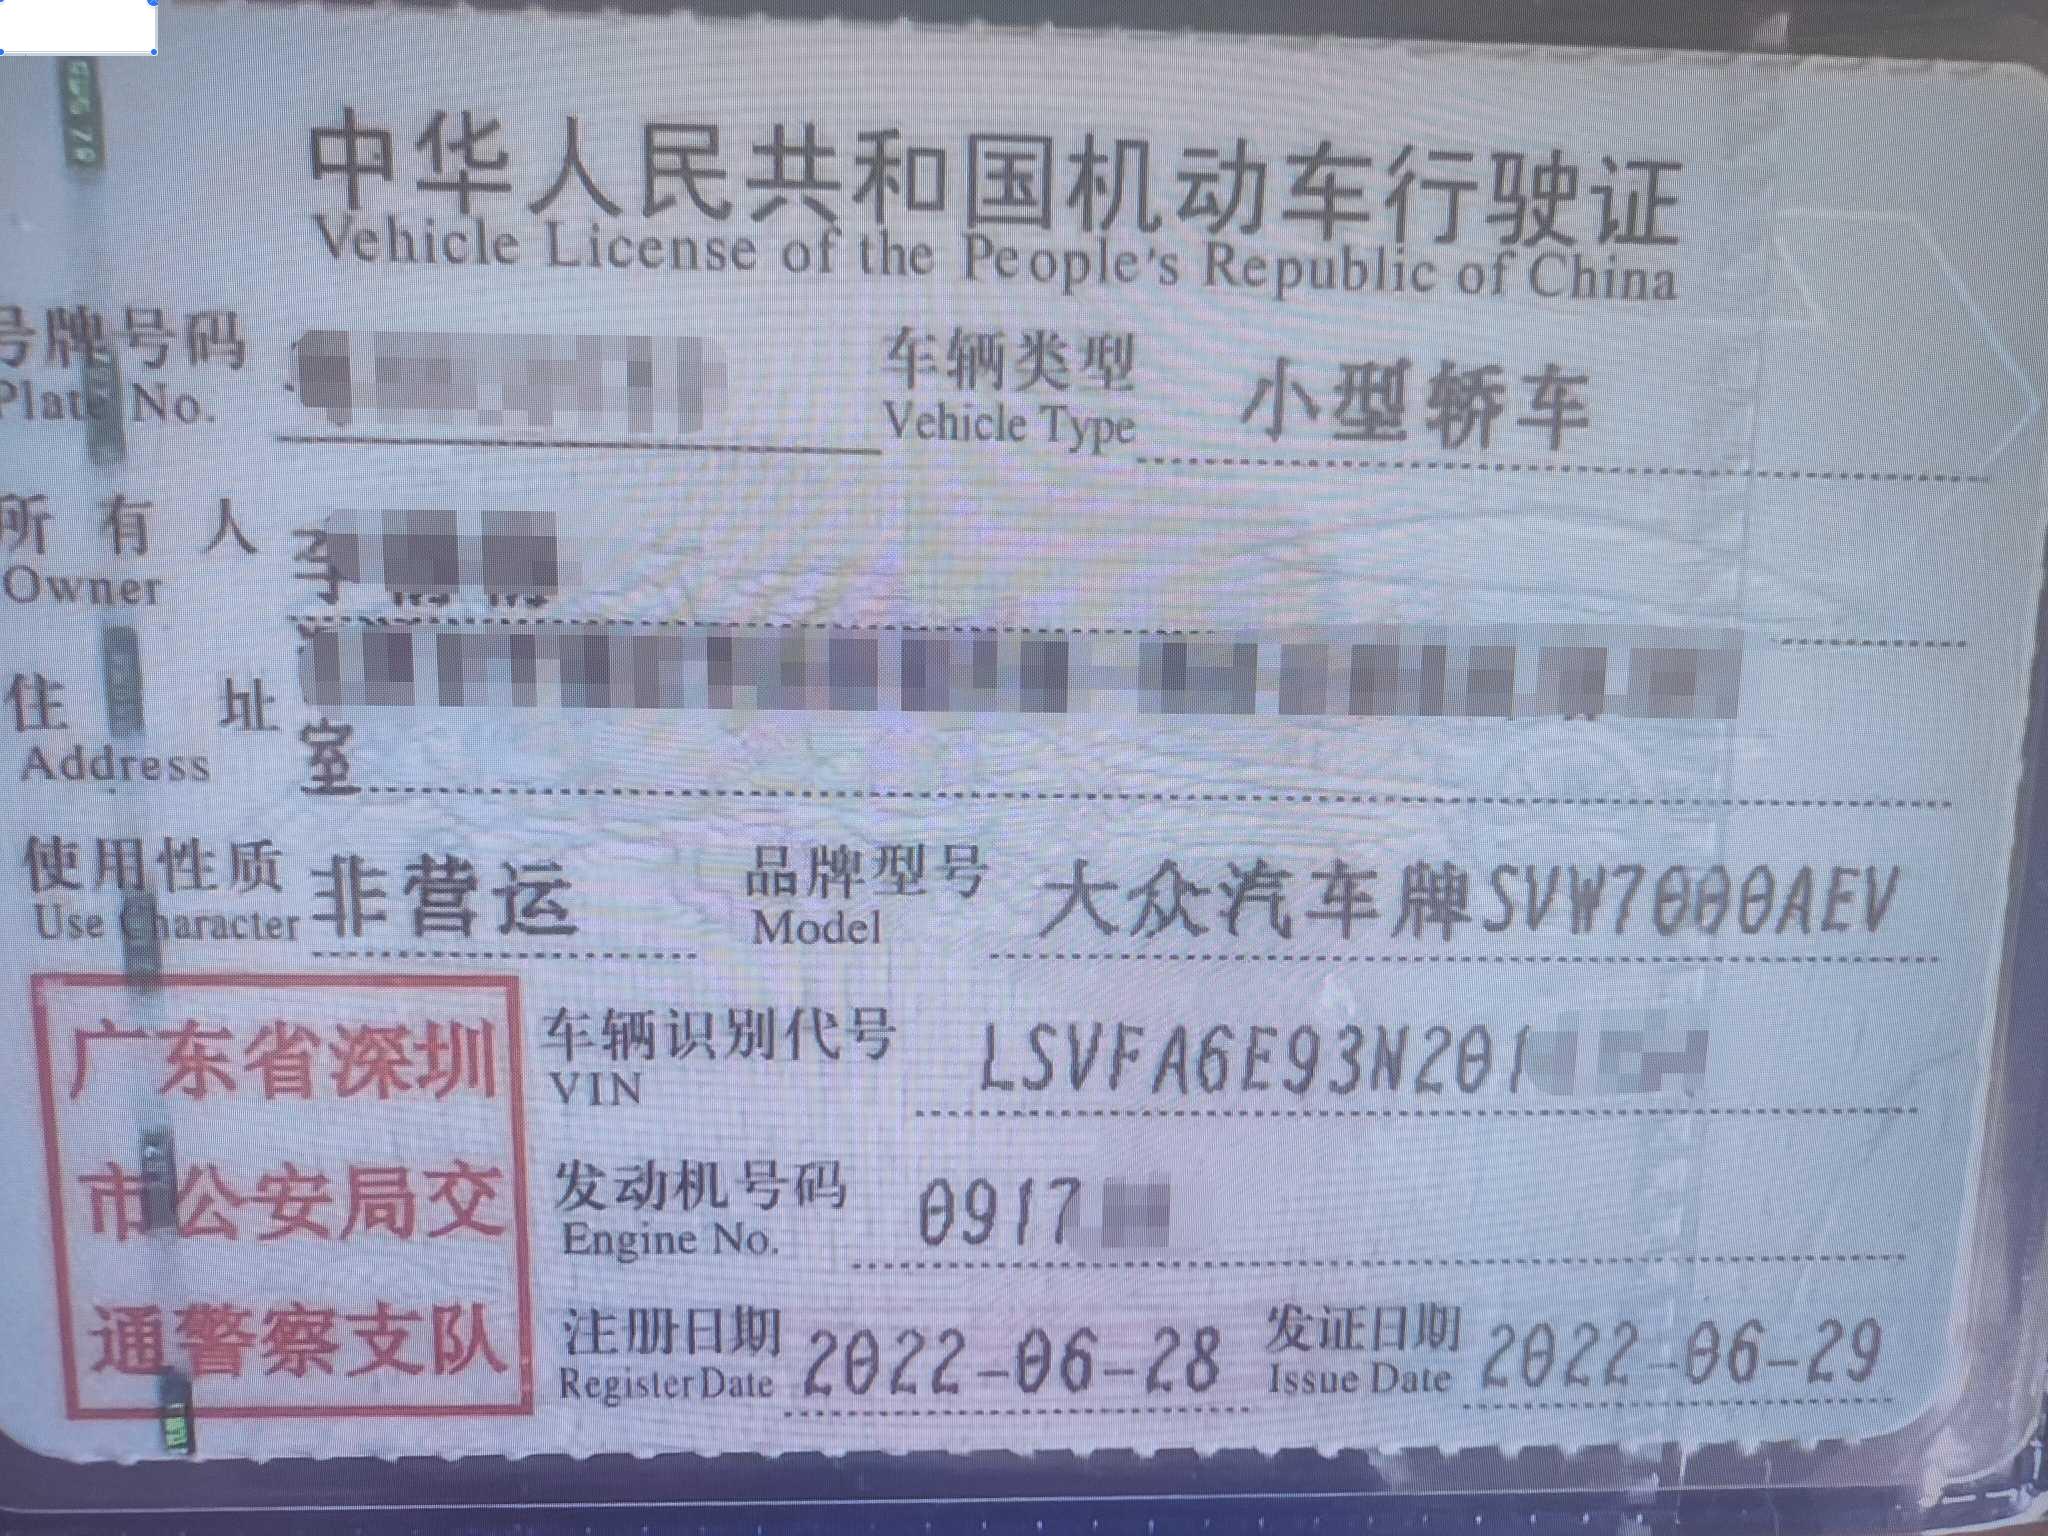 中华人民共和国机动车行驶证
Vehicle License of the People's Republic of China
号牌号码
Plate No.
车辆类型 小型轿车
Vehicle Type
所有人
Owner
住址
Address
室
使用性质 非营运 品牌型号 大众汽车牌SVW7000AEV
Use Character Model
广东省深圳
市公安局交
通警察支队
车辆识别代号 LSVFA6E93N201
VIN
发动机号码 0917
Engine No.
注册日期 2022-06-28 发证日期 2022-06-29
Register Date Issue Date